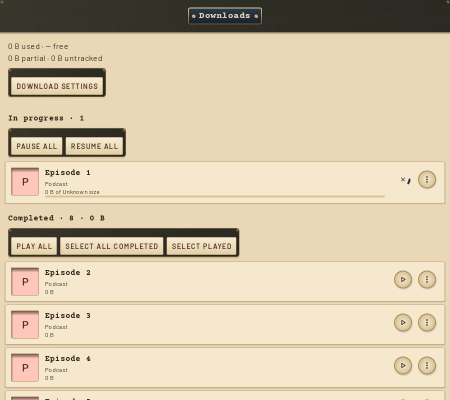 Downloads
0 B used · — free
0 B partial · 0 B untracked
DOWNLOAD SETTINGS
In progress · 1
PAUSE ALL RESUME ALL
P
Episode 1
Podcast
0 B of Unknown size
Completed · 8 · 0 B
PLAY ALL SELECT ALL COMPLETED SELECT PLAYED
P
Episode 2
Podcast
0 B
P
Episode 3
Podcast
0 B
P
Episode 4
Podcast
0 B